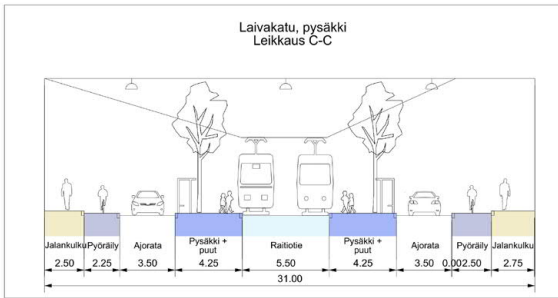 Laivakatu, pysäkki
Leikkaus C-C
Jalankulku Pyöräily Ajorata Pysäkki + puut Raitiotie Pysäkki + puut Ajorata Pyöräily Jalankulku
2.50 2.25 3.50 4.25 5.50 4.25 3.50 0.00 2.50 2.75
31.00